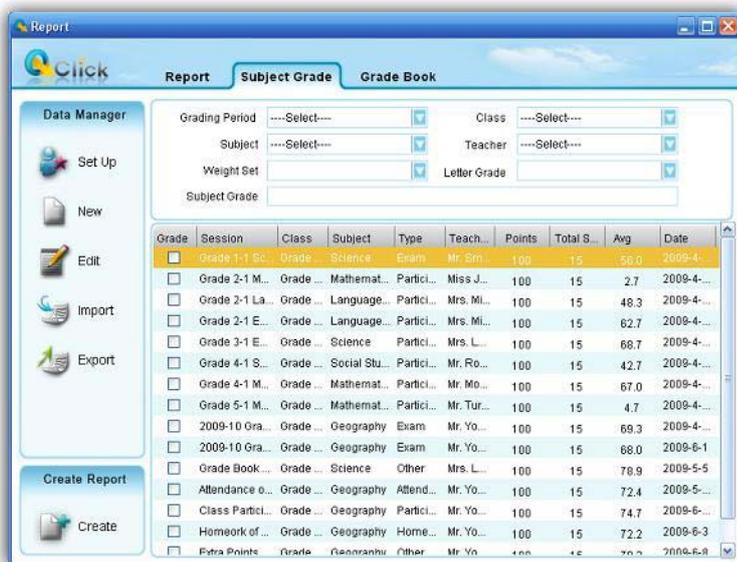 Report
QClick
Report Subject Grade Grade Book
Data Manager
Set Up
New
Edit
Import
Export
Create Report
Create
Grading Period ----Select---- Class ----Select----
Subject ----Select---- Teacher ----Select----
Weight Set Letter Grade
Subject Grade
Grade Session Class Subject Type Teach... Points Total S... Avg Date
Grade 1-1 Sc... Grade ... Science Exam Mr. Sm... 100 15 56.0 2009-4-...
Grade 2-1 M... Grade ... Mathemat... Partici... Miss J... 100 15 2.7 2009-4-...
Grade 2-1 La... Grade ... Language... Partici... Mrs. Mi... 100 15 48.3 2009-4-...
Grade 2-1 E... Grade ... Language... Partici... Mrs. Mi... 100 15 62.7 2009-4-...
Grade 3-1 E... Grade ... Science Partici... Mrs. L... 100 15 68.7 2009-4-...
Grade 4-1 S... Grade ... Social Stu... Partici... Mr. Ro... 100 15 42.7 2009-4-...
Grade 4-1 M... Grade ... Mathemat... Partici... Mr. Mo... 100 15 67.0 2009-4-...
Grade 5-1 M... Grade ... Mathemat... Partici... Mr. Tur... 100 15 4.7 2009-4-...
2009-10 Gra... Grade ... Geography Exam Mr. Yo... 100 15 69.3 2009-4-...
2009-10 Gra... Grade ... Geography Exam Mr. Yo... 100 15 68.0 2009-6-1
Grade Book ... Grade ... Science Other Mrs. L... 100 15 78.9 2009-5-5
Attendance o... Grade ... Geography Attend... Mr. Yo... 100 15 72.4 2009-5-...
Class Partici... Grade ... Geography Partici... Mr. Yo... 100 15 74.7 2009-6-...
Homeork of ... Grade ... Geography Home... Mr. Yo... 100 15 72.2 2009-6-3
Extra Points Grade Geography Other Mr. Yo 100 15 2009-6-8